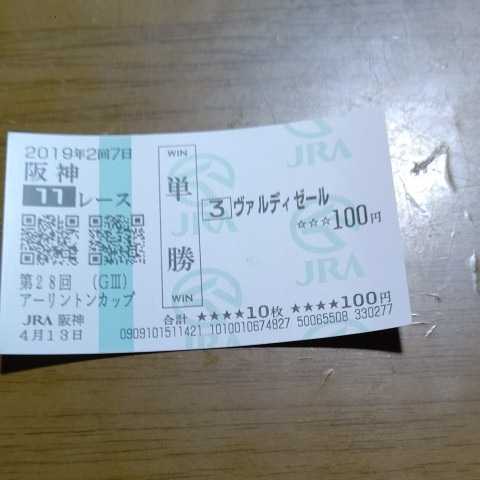 2019年2回7日
阪神
11レース
第28回 (GⅢ)
アーリントンカップ
JRA 阪神
4月13日
WIN
単勝
WIN
3 ヴァルディゼール
☆☆☆100円
合計 ★★★★10枚 ★★★★100円
0909101511421 1010010674827 50065508 330277
JRA
JRA